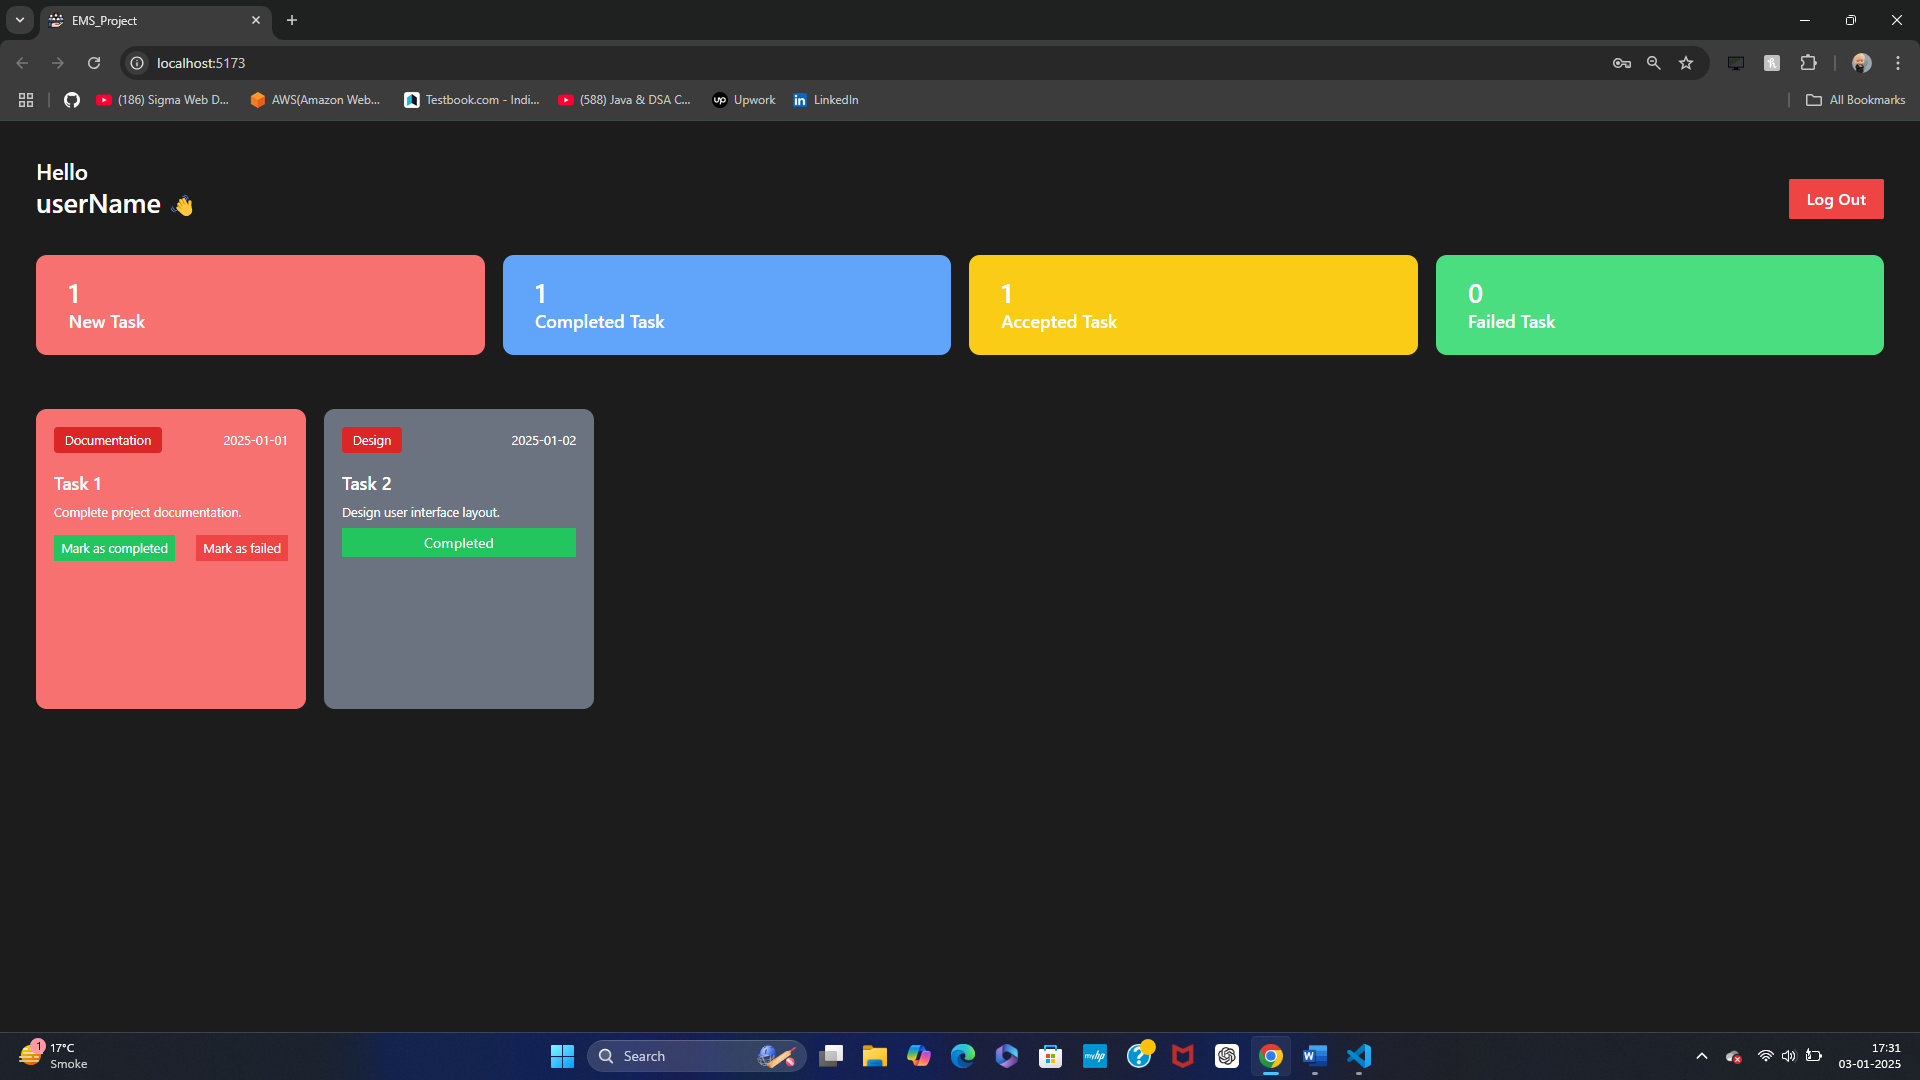 EMS_Project
localhost:5173
(186) Sigma Web D...
AWS(Amazon Web...
Testbook.com - Indi...
(588) Java & DSA C...
up Upwork
in LinkedIn
All Bookmarks
Hello
userName 👋
Log Out
1
New Task
1
Completed Task
1
Accepted Task
0
Failed Task
Documentation 2025-01-01
Task 1
Complete project documentation.
Mark as completed Mark as failed
Design 2025-01-02
Task 2
Design user interface layout.
Completed
1
17°C
Smoke
Search
myhp
W
17:31
03-01-2025